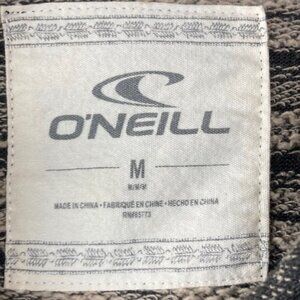 O'NEILL
M
M/M/M
MADE IN CHINA • FABRIQUÉ EN CHINE • HECHO EN CHINA